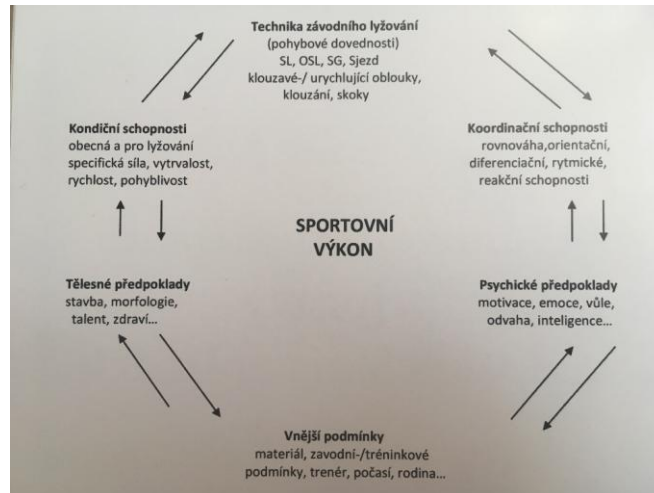 Technika závodního lyžování
(pohybové dovednosti)
SL, OSL, SG, Sjezd
klouzavé-/ urychlující oblouky,
klouzání, skoky
Kondiční schopnosti
obecná a pro lyžování
specifická síla, vytrvalost,
rychlost, pohyblivost
Koordinační schopnosti
rovnováha,orientační,
diferenciační, rytmické,
reakční schopnosti
SPORTOVNÍ
VÝKON
Tělesné předpoklady
stavba, morfologie,
talent, zdraví...
Psychické předpoklady
motivace, emoce, vůle,
odvaha, inteligence...
Vnější podmínky
materiál, zavodní-/tréninkové
podmínky, trenér, počasí, rodina...